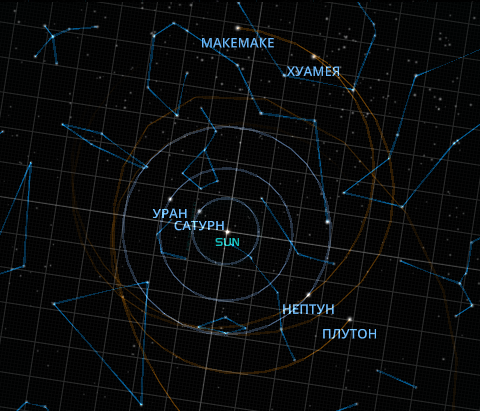 МАКЕМАКЕ
ХУАМЕЯ
УРАН
САТУРН
SUN
НЕПТУН
ПЛУТОН